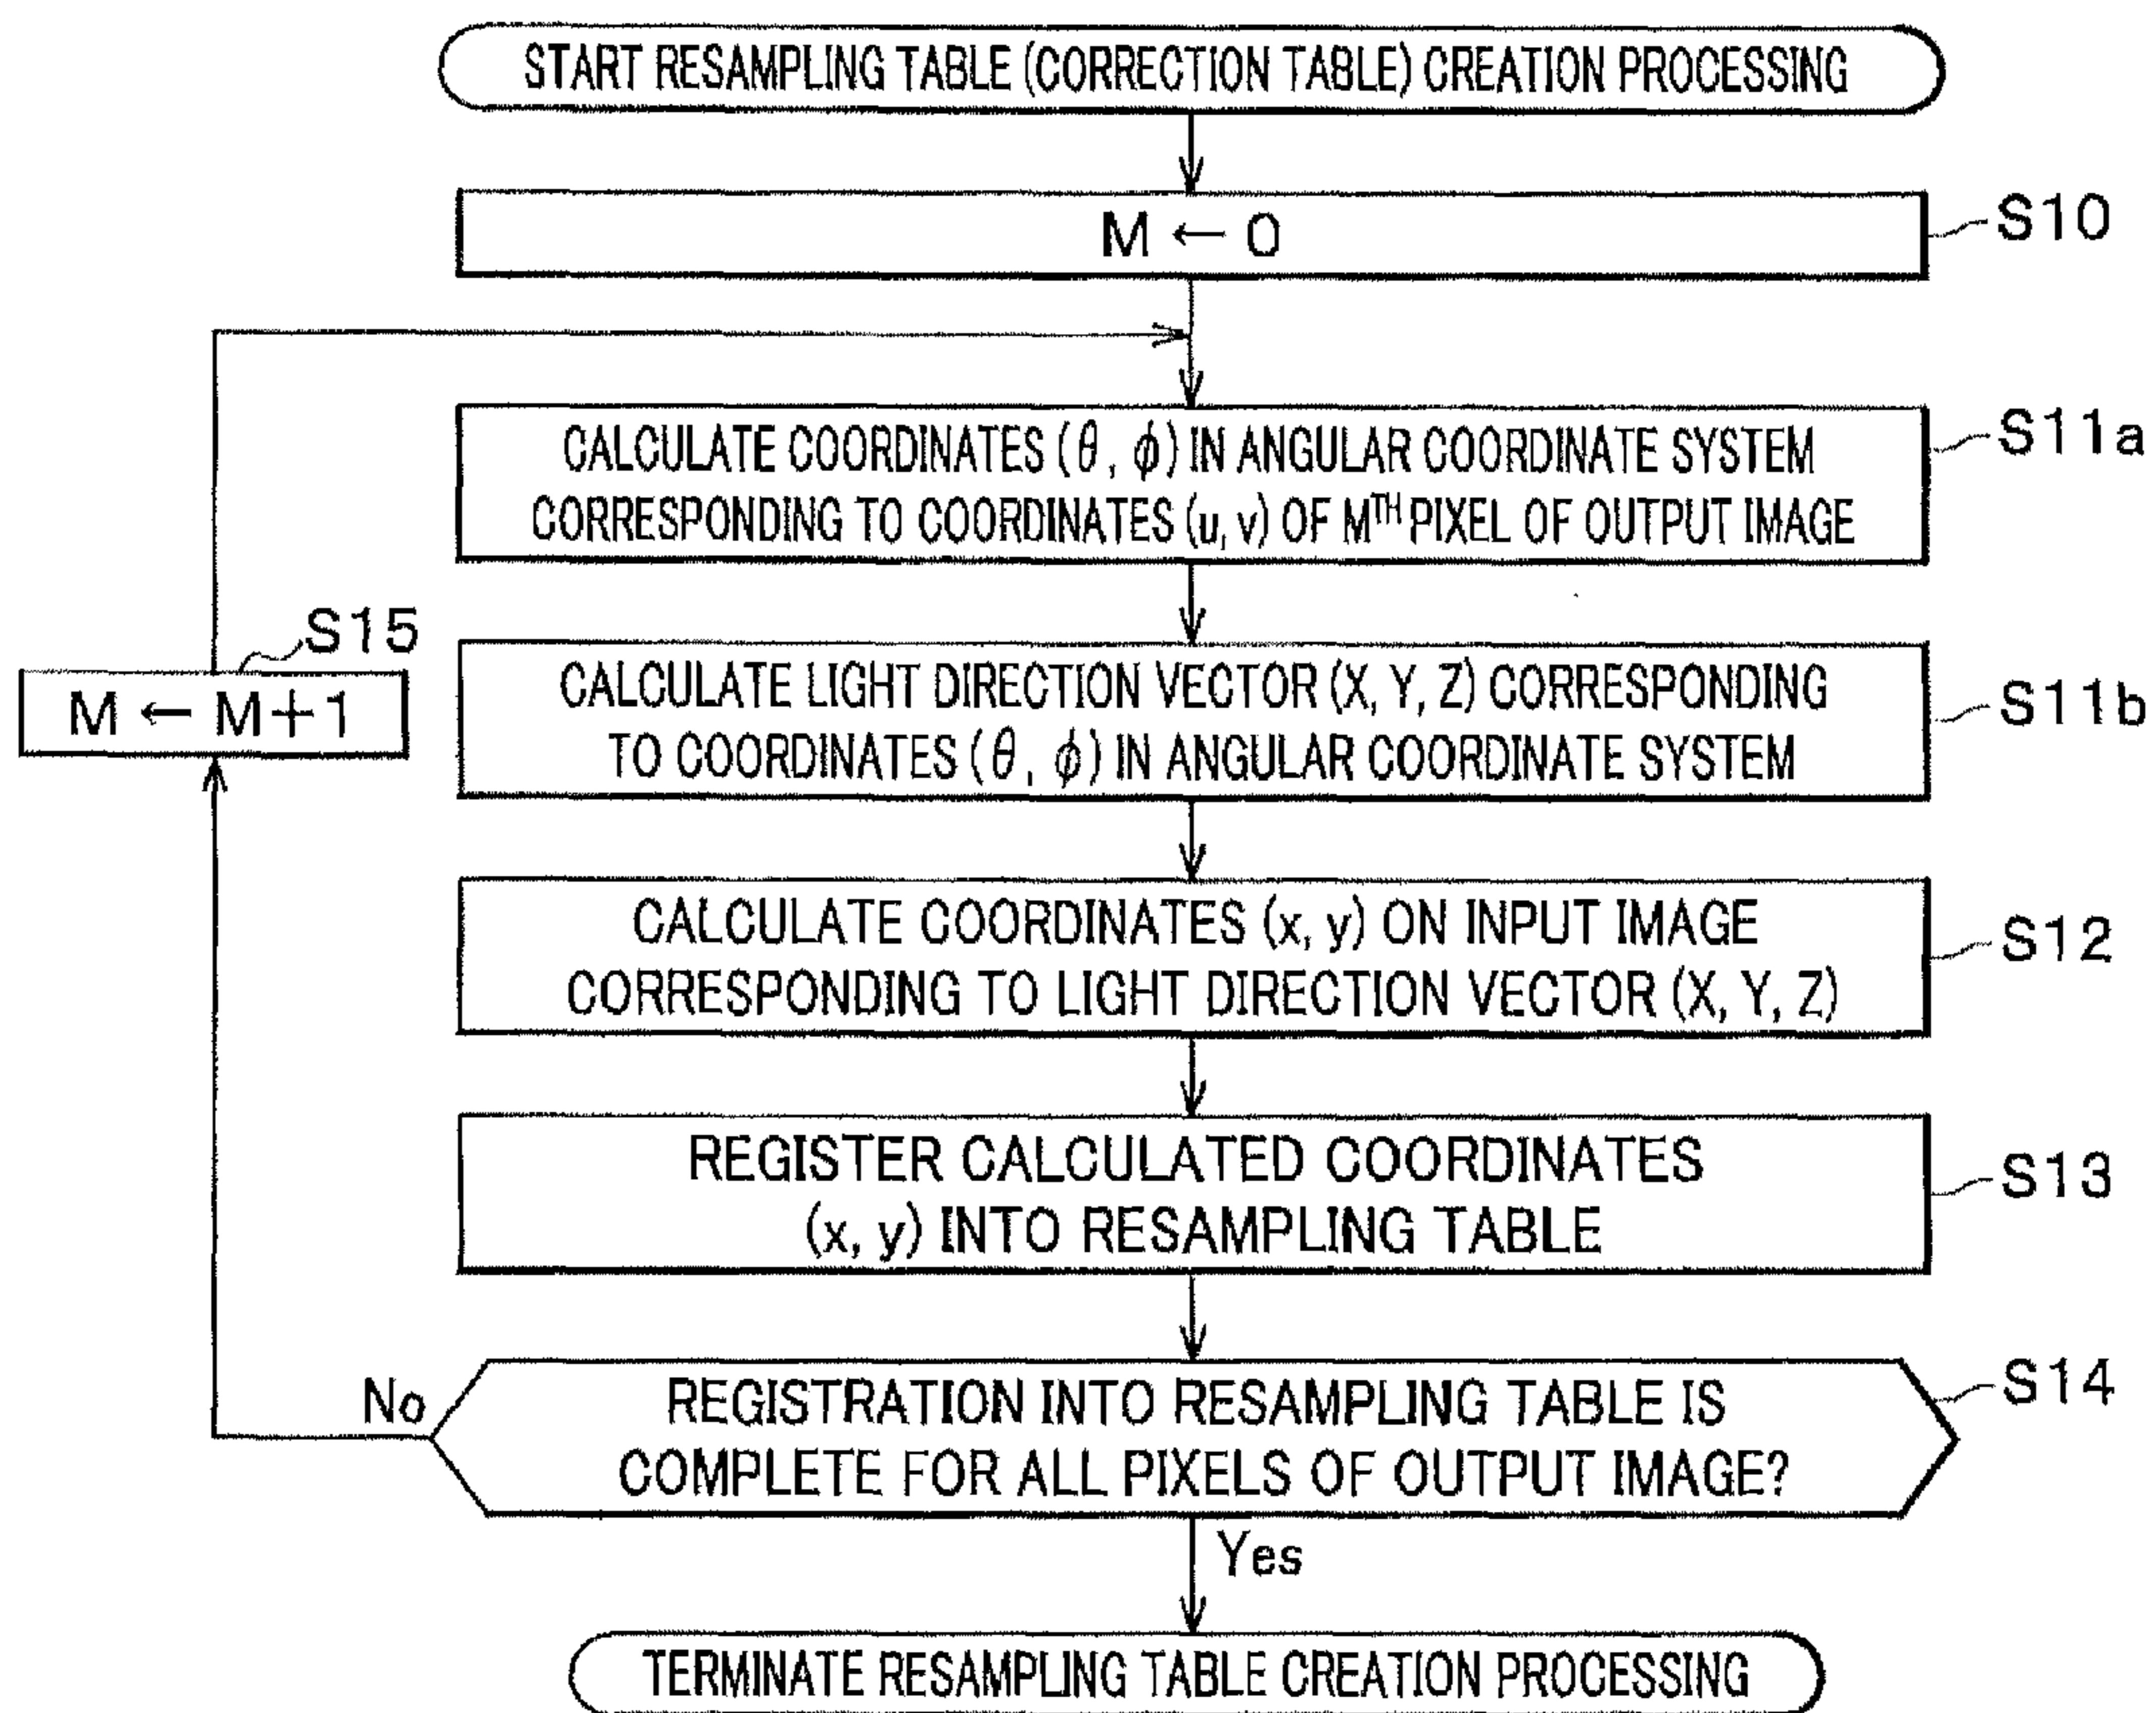 START RESAMPLING TABLE (CORRECTION TABLE) CREATION PROCESSING
M ← 0
S10
CALCULATE COORDINATES (θ, φ) IN ANGULAR COORDINATE SYSTEM
CORRESPONDING TO COORDINATES (u, v) OF MTH PIXEL OF OUTPUT IMAGE
S11a
S15
M ← M+1
CALCULATE LIGHT DIRECTION VECTOR (X, Y, Z) CORRESPONDING
TO COORDINATES (θ, φ) IN ANGULAR COORDINATE SYSTEM
S11b
CALCULATE COORDINATES (x, y) ON INPUT IMAGE
CORRESPONDING TO LIGHT DIRECTION VECTOR (X, Y, Z)
S12
REGISTER CALCULATED COORDINATES
(x, y) INTO RESAMPLING TABLE
S13
No
REGISTRATION INTO RESAMPLING TABLE IS
COMPLETE FOR ALL PIXELS OF OUTPUT IMAGE?
S14
Yes
TERMINATE RESAMPLING TABLE CREATION PROCESSING